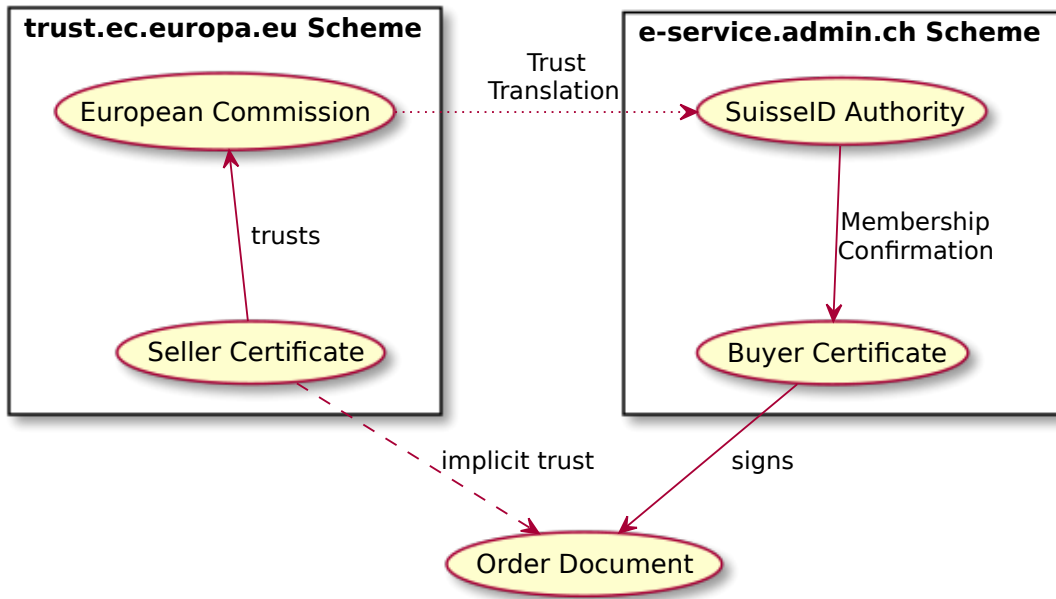 trust.ec.europa.eu Scheme
e-service.admin.ch Scheme
European Commission
Trust
Translation
SuisseID Authority
trusts
Membership
Confirmation
Seller Certificate
Buyer Certificate
implicit trust
signs
Order Document